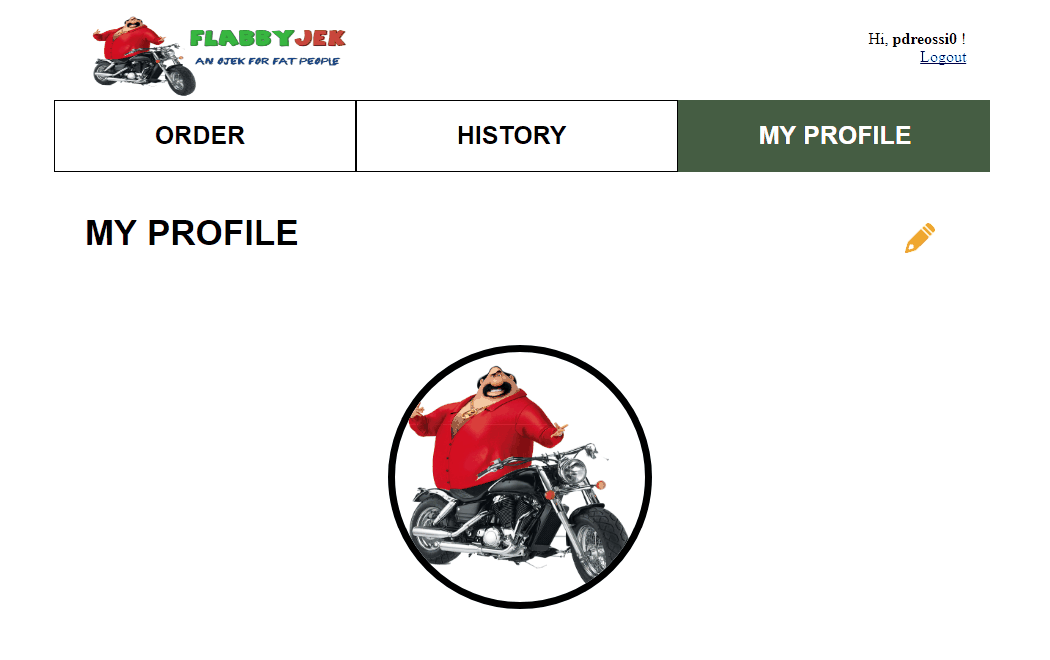 FLABBYJEK
AN OJEK FOR FAT PEOPLE
Hi, pdreossi0 !
Logout
ORDER
HISTORY
MY PROFILE
MY PROFILE